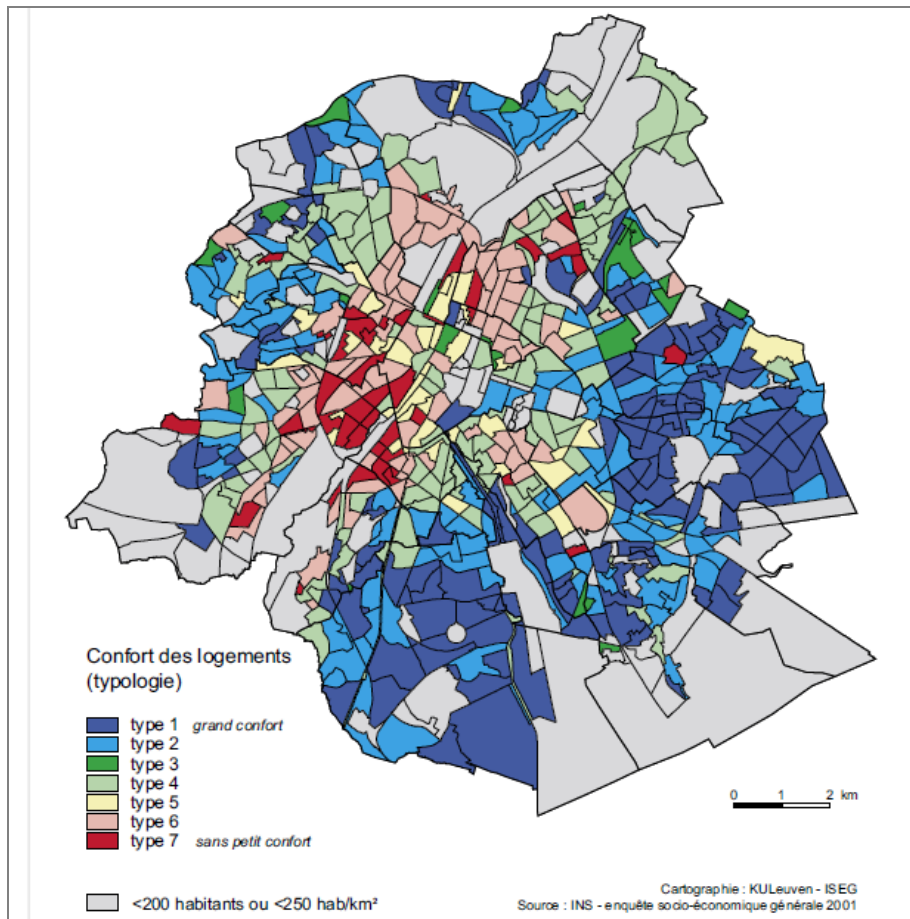 Confort des logements
(typologie)
type 1 grand confort
type 2
type 3
type 4
type 5
type 6
type 7 sans petit confort
<200 habitants ou <250 hab/km²
0 1 2 km
Cartographie : KULeuven - ISEG
Source : INS - enquête socio-économique générale 2001